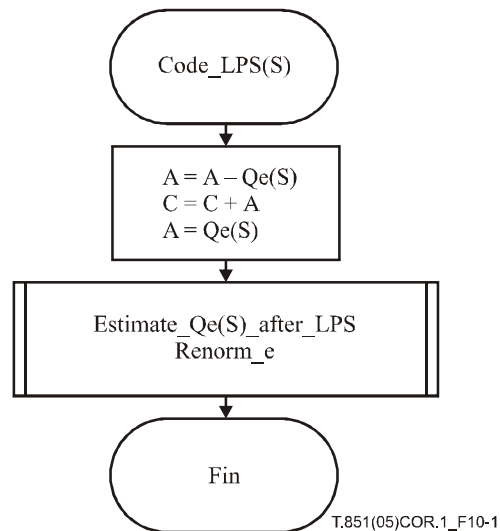 Code_LPS(S)
A = A – Qe(S)
C = C + A
A = Qe(S)
Estimate_Qe(S)_after_LPS
Renorm_e
Fin
T.851(05)COR.1_F10-1